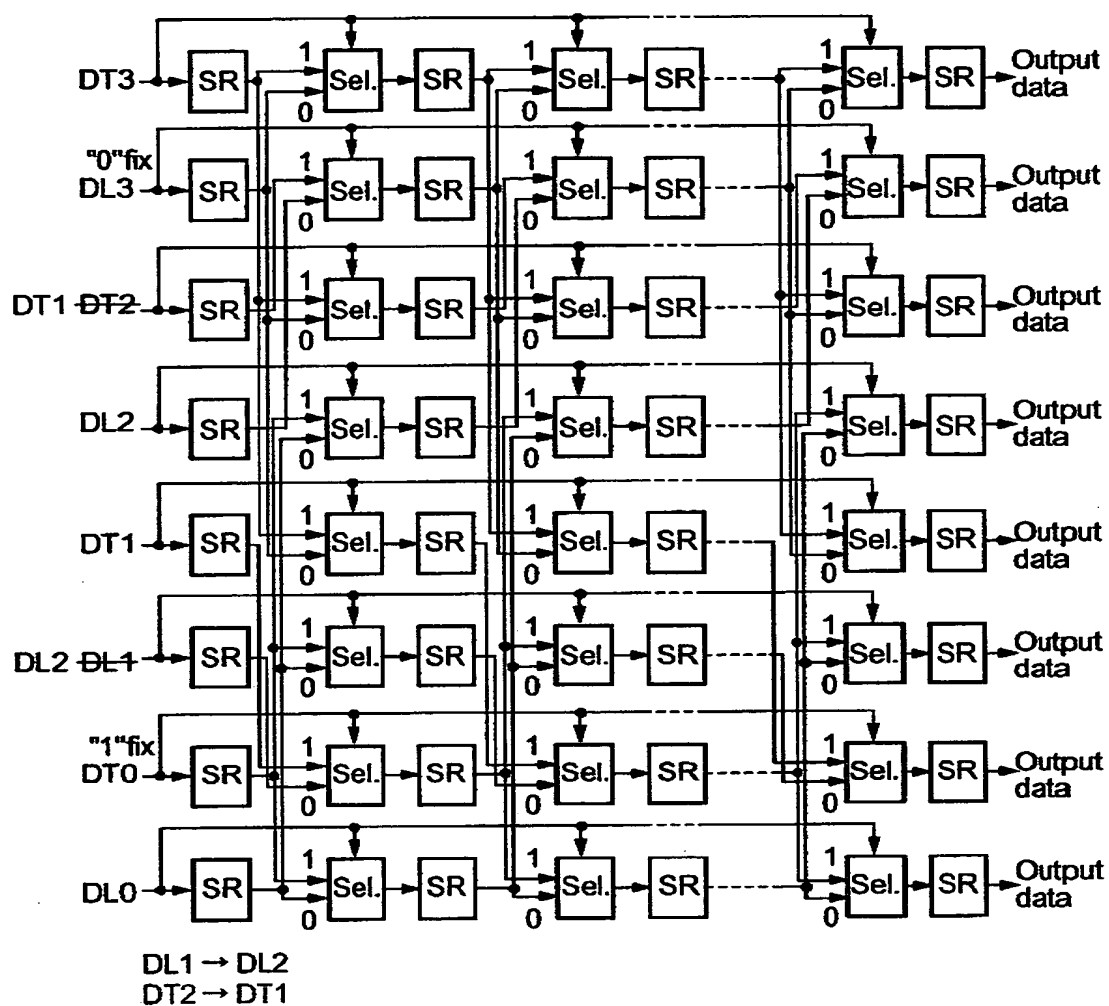 DT3 SR 1 0 Sel. SR 1 0 Sel. SR 1 0 Sel. SR Output data
"0"fix
DL3 SR 1 0 Sel. SR 1 0 Sel. SR 1 0 Sel. SR Output data
DT1 DT2 SR 1 0 Sel. SR 1 0 Sel. SR 1 0 Sel. SR Output data
DL2 SR 1 0 Sel. SR 1 0 Sel. SR 1 0 Sel. SR Output data
DT1 SR 1 0 Sel. SR 1 0 Sel. SR 1 0 Sel. SR Output data
DL2 DL1 SR 1 0 Sel. SR 1 0 Sel. SR 1 0 Sel. SR Output data
"1"fix
DT0 SR 1 0 Sel. SR 1 0 Sel. SR 1 0 Sel. SR Output data
DL0 SR 1 0 Sel. SR 1 0 Sel. SR 1 0 Sel. SR Output data
DL1 → DL2
DT2 → DT1